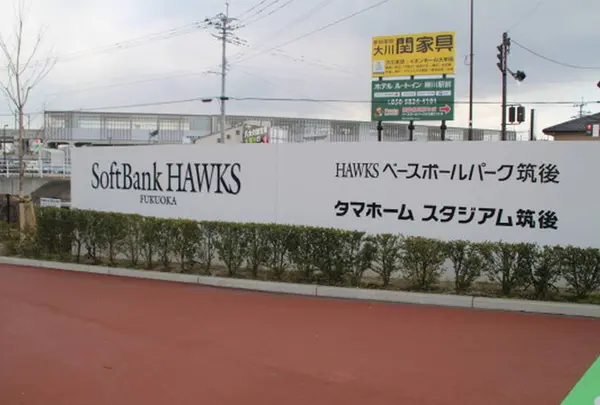 大川 関家具
ホテル ルートイン
SoftBank HAWKS
FUKUOKA
HAWKS ベースボールパーク筑後
タマホーム スタジアム筑後